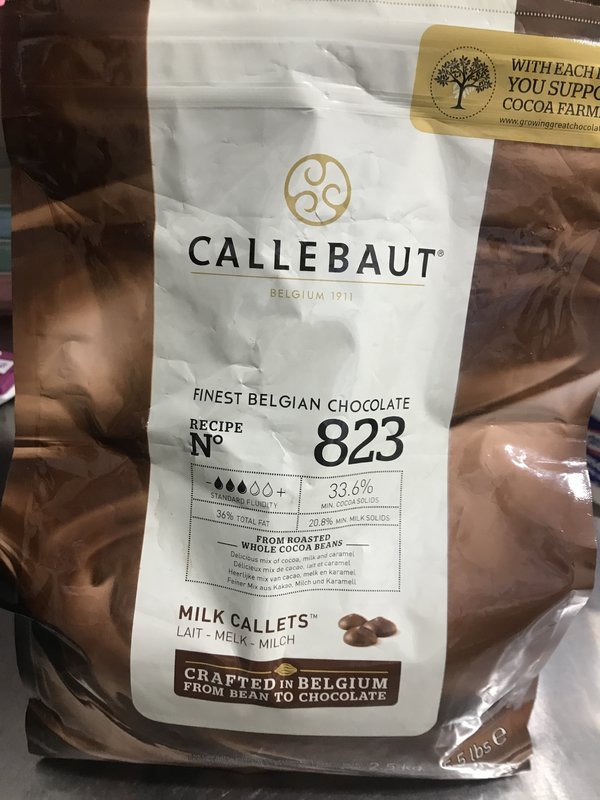 WITH EACH
YOU SUPPO
COCOA FARM
www.growinggreatchocolat
CALLEBAUT®
BELGIUM 1911
FINEST BELGIAN CHOCOLATE
RECIPE
Nº 823
- +
STANDARD FLUIDITY
33.6%
MIN. COCOA SOLIDS
36% TOTAL FAT
20.8% MIN. MILK SOLIDS
FROM ROASTED
WHOLE COCOA BEANS
Delicious mix of cocoa, milk and caramel
Délicieux mix de cacao, lait et caramel
Heerlijke mix van cacao, melk en karamel
Feiner Mix aus Kakao, Milch und Karamell
MILK CALLETS™
LAIT - MELK - MILCH
CRAFTED IN BELGIUM
FROM BEAN TO CHOCOLATE
2.5 kg 5.5 lbs ℮